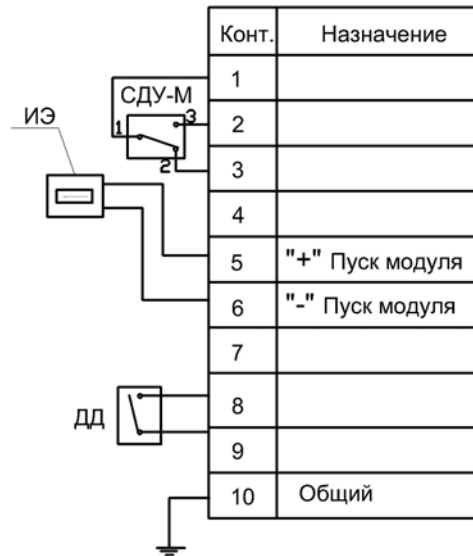 Конт. Назначение
1
СДУ-М
1 3
2
2
ИЭ
3
4
5 "+" Пуск модуля
6 "-" Пуск модуля
7
8
ДД
9
10 Общий